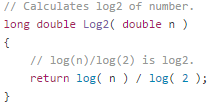 // Calculates log2 of number.
long double Log2( double n )
{
// log(n)/log(2) is log2.
return log( n ) / log( 2 );
}